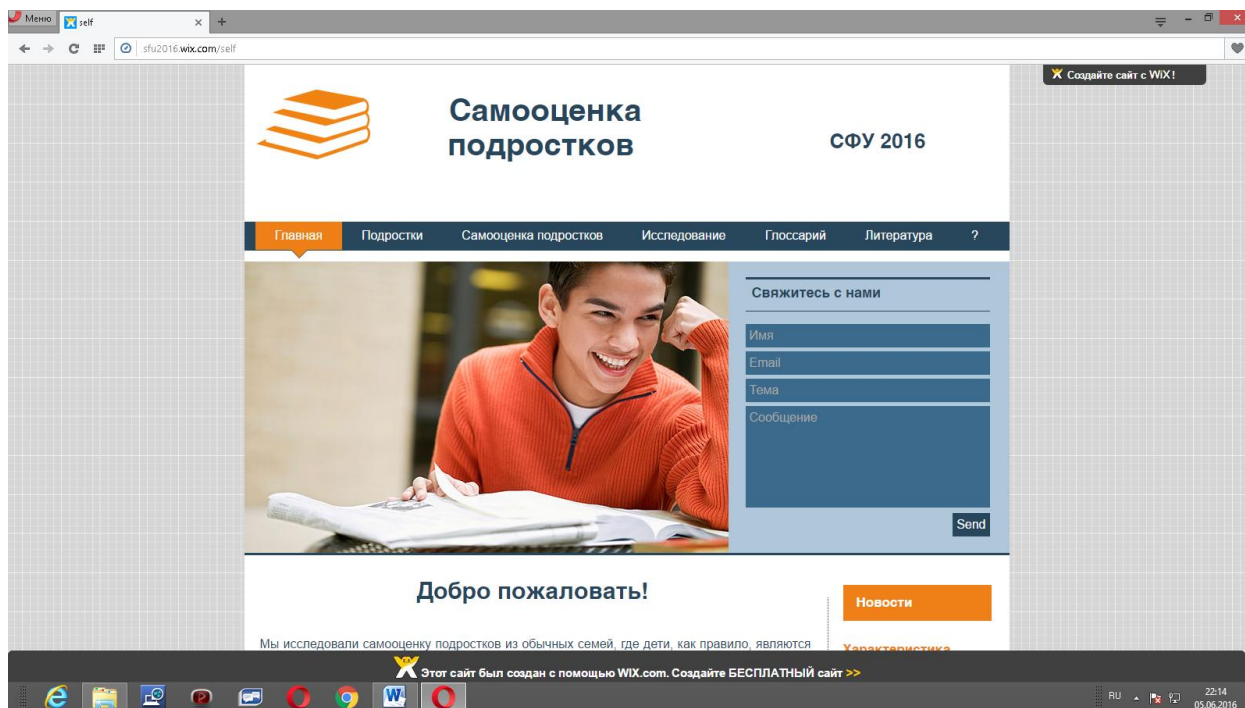 Меню
self
sfu2016.wix.com/self
Создайте сайт с WiX!
Самооценка
подростков
СФУ 2016
Главная Подростки Самооценка подростков Исследование Глоссарий Литература ?
Свяжитесь с нами
Имя
Email
Тема
Сообщение
Send
Добро пожаловать!
Новости
Мы исследовали самооценку подростков из обычных семей, где дети, как правило, являются
Характеристика
Этот сайт был создан с помощью WIX.com. Создайте БЕСПЛАТНЫЙ сайт >>
RU
22:14
05.06.2016